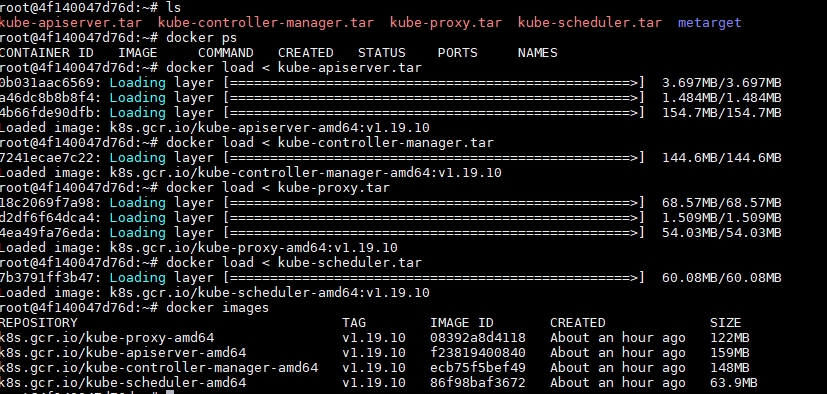 root@4f140047d76d:~# ls
kube-apiserver.tar kube-controller-manager.tar kube-proxy.tar kube-scheduler.tar metarget
root@4f140047d76d:~# docker ps
CONTAINER ID IMAGE COMMAND CREATED STATUS PORTS NAMES
root@4f140047d76d:~# docker load < kube-apiserver.tar
0b031aac6569: Loading layer [==================================================>] 3.697MB/3.697MB
a46dc8b8b8f4: Loading layer [==================================================>] 1.484MB/1.484MB
4b66fde90dfb: Loading layer [==================================================>] 154.7MB/154.7MB
Loaded image: k8s.gcr.io/kube-apiserver-amd64:v1.19.10
root@4f140047d76d:~# docker load < kube-controller-manager.tar
7241ecae7c22: Loading layer [==================================================>] 144.6MB/144.6MB
Loaded image: k8s.gcr.io/kube-controller-manager-amd64:v1.19.10
root@4f140047d76d:~# docker load < kube-proxy.tar
18c2069f7a98: Loading layer [==================================================>] 68.57MB/68.57MB
d2df6f64dca4: Loading layer [==================================================>] 1.509MB/1.509MB
4ea49fa76eda: Loading layer [==================================================>] 54.03MB/54.03MB
Loaded image: k8s.gcr.io/kube-proxy-amd64:v1.19.10
root@4f140047d76d:~# docker load < kube-scheduler.tar
7b3791ff3b47: Loading layer [==================================================>] 60.08MB/60.08MB
Loaded image: k8s.gcr.io/kube-scheduler-amd64:v1.19.10
root@4f140047d76d:~# docker images
REPOSITORY TAG IMAGE ID CREATED SIZE
k8s.gcr.io/kube-proxy-amd64 v1.19.10 08392a8d4118 About an hour ago 122MB
k8s.gcr.io/kube-apiserver-amd64 v1.19.10 f23819400840 About an hour ago 159MB
k8s.gcr.io/kube-controller-manager-amd64 v1.19.10 ecb75f5bef49 About an hour ago 148MB
k8s.gcr.io/kube-scheduler-amd64 v1.19.10 86f98baf3672 About an hour ago 63.9MB
root@4f140047d76d:~#